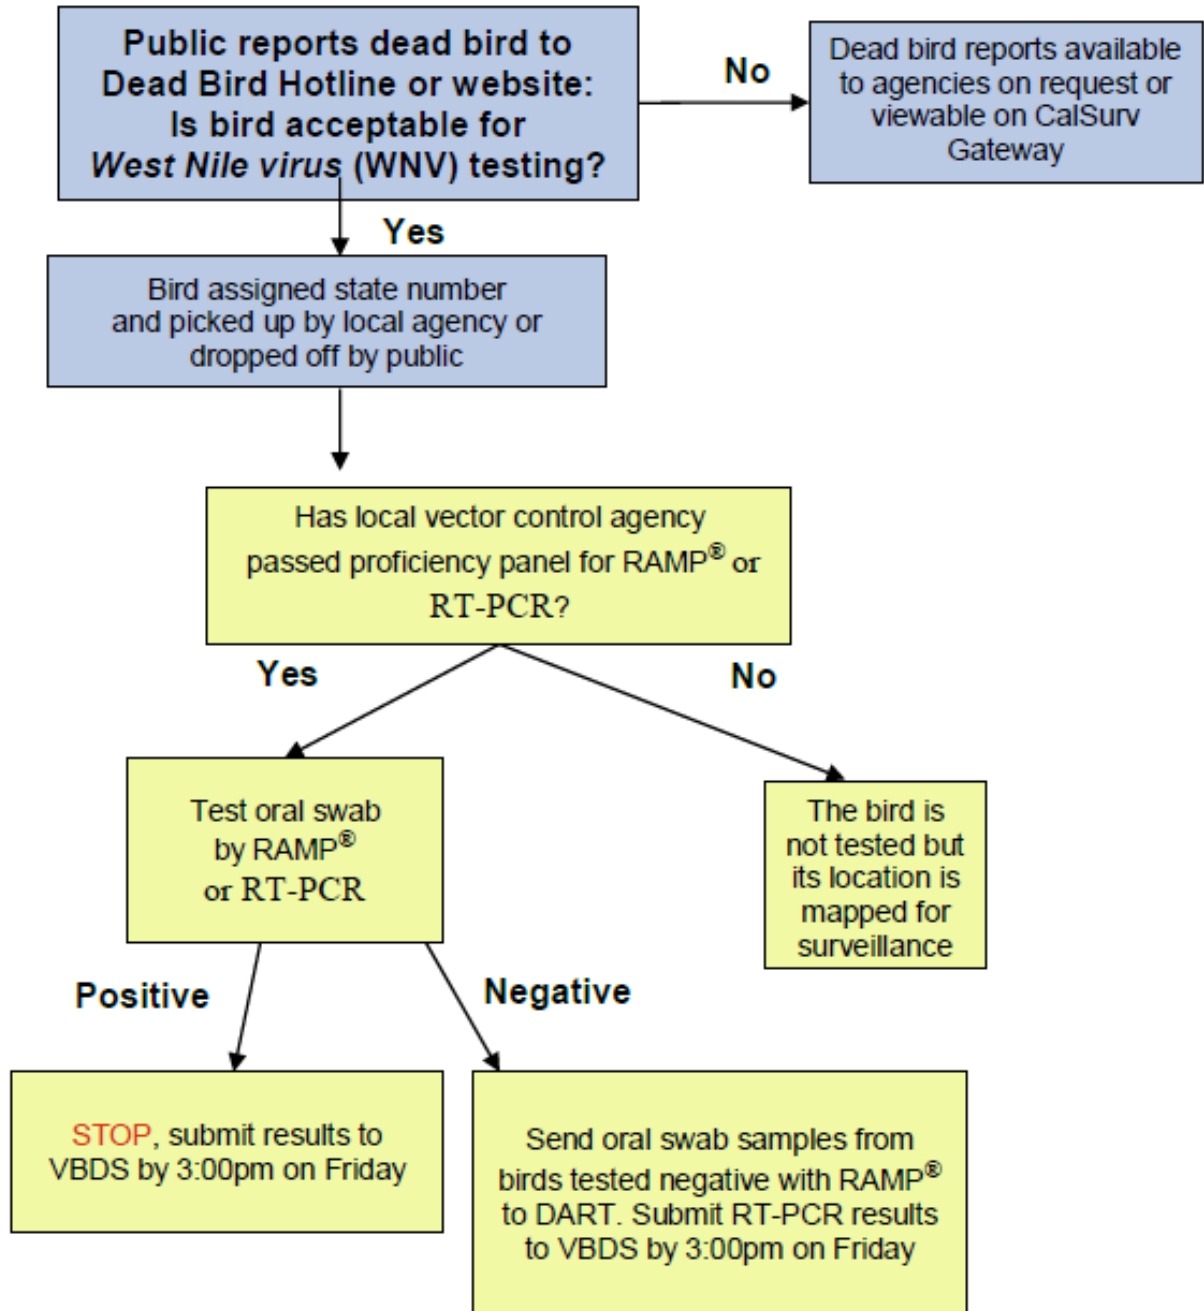 Public reports dead bird to
Dead Bird Hotline or website:
Is bird acceptable for
West Nile virus (WNV) testing?
No
Dead bird reports available
to agencies on request or
viewable on CalSurv
Gateway
Yes
Bird assigned state number
and picked up by local agency or
dropped off by public
Has local vector control agency
passed proficiency panel for RAMP® or
RT-PCR?
Yes
No
Test oral swab
by RAMP®
or RT-PCR
The bird is
not tested but
its location is
mapped for
surveillance
Positive
Negative
STOP, submit results to
VBDS by 3:00pm on Friday
Send oral swab samples from
birds tested negative with RAMP®
to DART. Submit RT-PCR results
to VBDS by 3:00pm on Friday